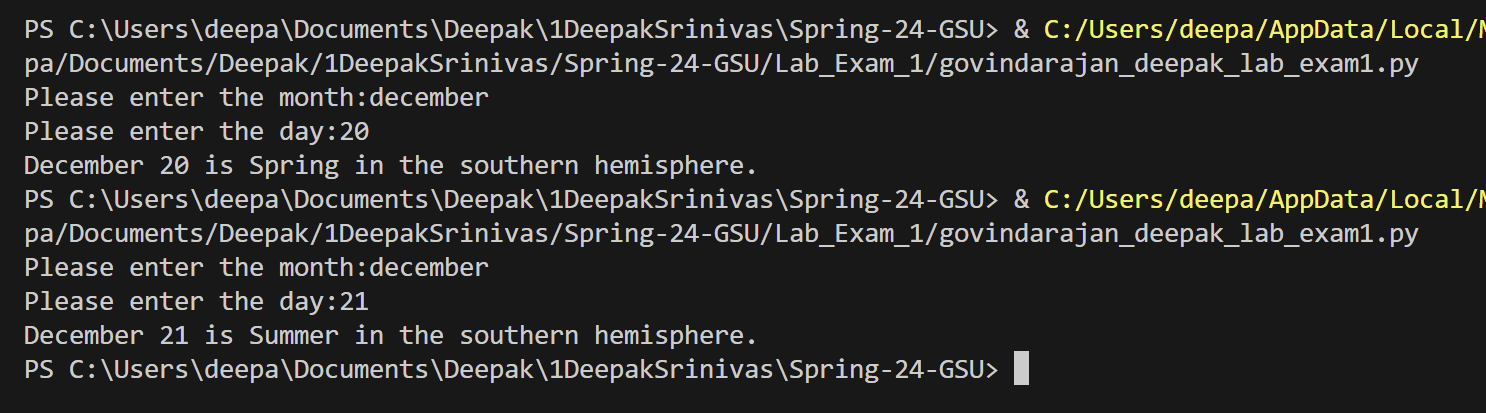 PS C:\Users\deepa\Documents\Deepak\1DeepakSrinivas\Spring-24-GSU> & C:/Users/deepa/AppData/Local/M
pa/Documents/Deepak/1DeepakSrinivas/Spring-24-GSU/Lab_Exam_1/govindarajan_deepak_lab_exam1.py
Please enter the month:december
Please enter the day:20
December 20 is Spring in the southern hemisphere.
PS C:\Users\deepa\Documents\Deepak\1DeepakSrinivas\Spring-24-GSU> & C:/Users/deepa/AppData/Local/M
pa/Documents/Deepak/1DeepakSrinivas/Spring-24-GSU/Lab_Exam_1/govindarajan_deepak_lab_exam1.py
Please enter the month:december
Please enter the day:21
December 21 is Summer in the southern hemisphere.
PS C:\Users\deepa\Documents\Deepak\1DeepakSrinivas\Spring-24-GSU>